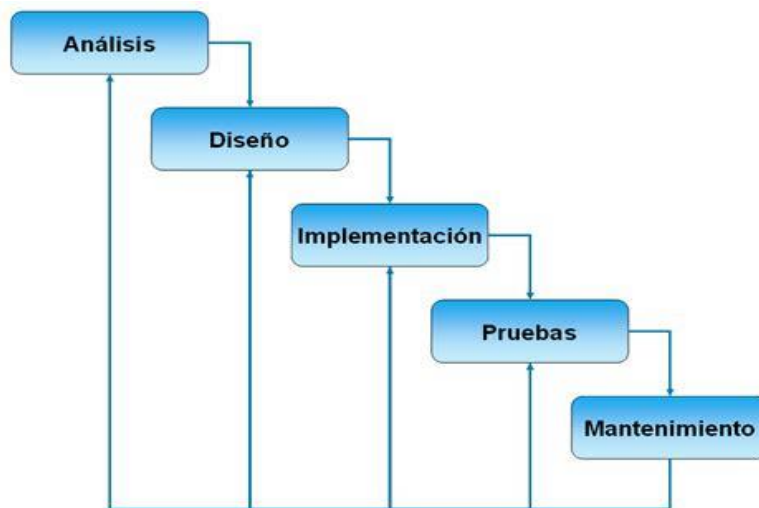 Análisis
Diseño
Implementación
Pruebas
Mantenimiento